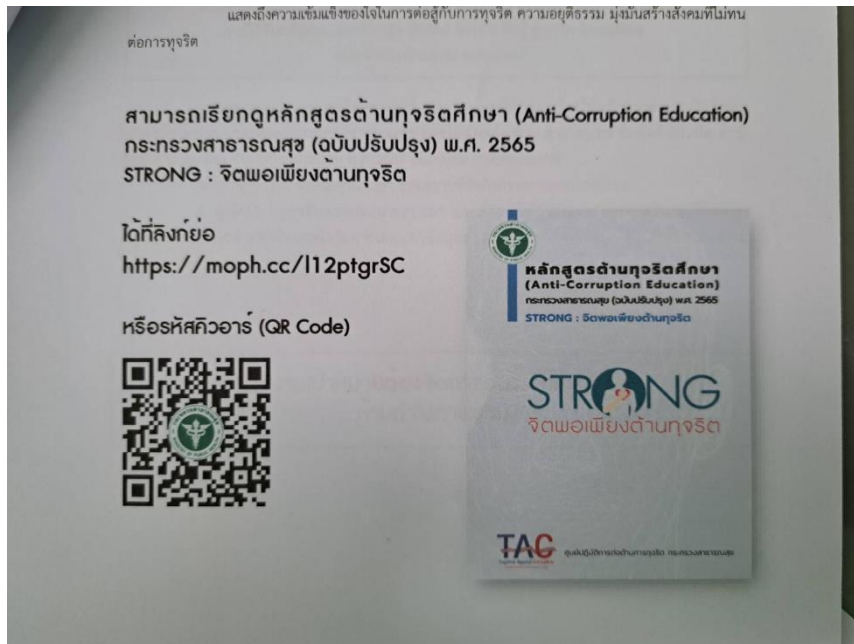 แสดงถึงความเข้มแข็งของใจในการต่อสู้กับการทุจริต ความอยุติธรรม มุ่งมั่นสร้างสังคมที่ไม่ทน
ต่อการทุจริต
สามารถเรียกดูหลักสูตรต้านทุจริตศึกษา (Anti-Corruption Education)
กระทรวงสาธารณสุข (ฉบับปรับปรุง) พ.ศ. 2565
STRONG : จิตพอเพียงต้านทุจริต
ได้ที่ลิงก์ย่อ
https://moph.cc/l12ptgrSC
หรือรหัสคิวอาร์ (QR Code)
หลักสูตรต้านทุจริตศึกษา
(Anti-Corruption Education)
กระทรวงสาธารณสุข (ฉบับปรับปรุง) พ.ศ. 2565
STRONG : จิตพอเพียงต้านทุจริต
STRONG
จิตพอเพียงต้านทุจริต
TAC
ศูนย์ปฏิบัติการต่อต้านการทุจริต กระทรวงสาธารณสุข